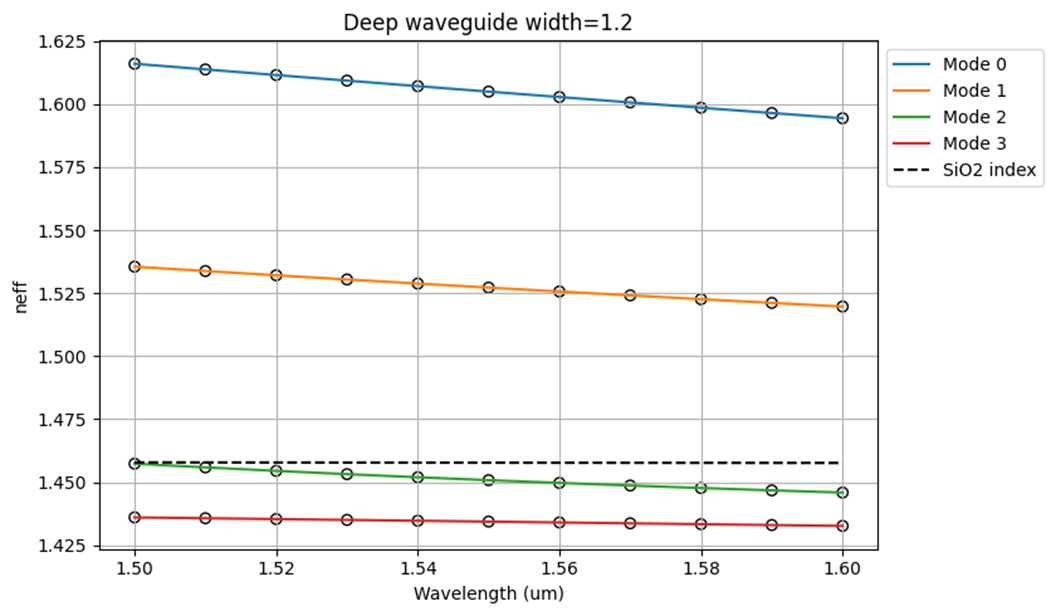 Deep waveguide width=1.2
1.625
1.600
1.575
1.550
1.525
1.500
1.475
1.450
1.425
neff
1.50 1.52 1.54 1.56 1.58 1.60
Wavelength (um)
Mode 0
Mode 1
Mode 2
Mode 3
SiO2 index